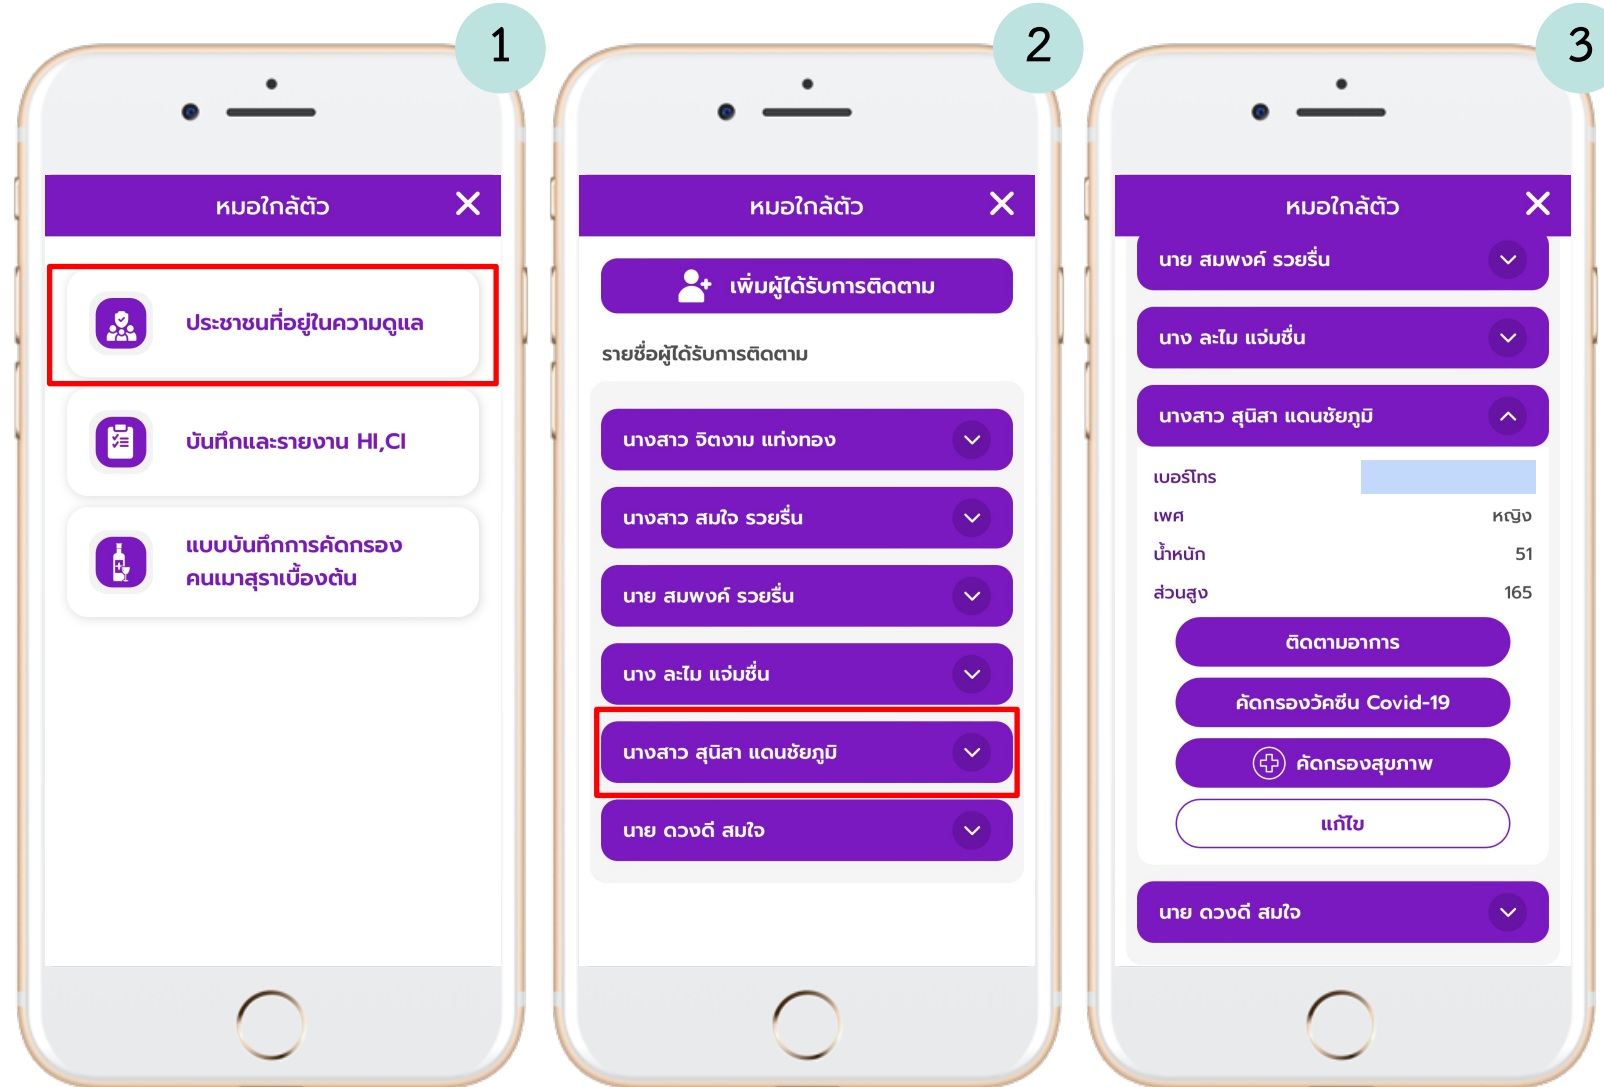 1
หมอใกล้ตัว
ประชาชนที่อยู่ในความดูแล
บันทึกและรายงาน HI,CI
แบบบันทึกการคัดกรอง
คนเมาสุราเบื้องต้น
2
หมอใกล้ตัว
เพิ่มผู้ได้รับการติดตาม
รายชื่อผู้ได้รับการติดตาม
นางสาว จิตงาม แท่งทอง
นางสาว สมใจ รวยรื่น
นาย สมพงค์ รวยรื่น
นาง ละไม แจ่มชื่น
นางสาว สุนิสา แดนชัยภูมิ
นาย ดวงดี สมใจ
3
หมอใกล้ตัว
นาย สมพงค์ รวยรื่น
นาง ละไม แจ่มชื่น
นางสาว สุนิสา แดนชัยภูมิ
เบอร์โทร
เพศ หญิง
น้ำหนัก 51
ส่วนสูง 165
ติดตามอาการ
คัดกรองวัคซีน Covid-19
คัดกรองสุขภาพ
แก้ไข
นาย ดวงดี สมใจ